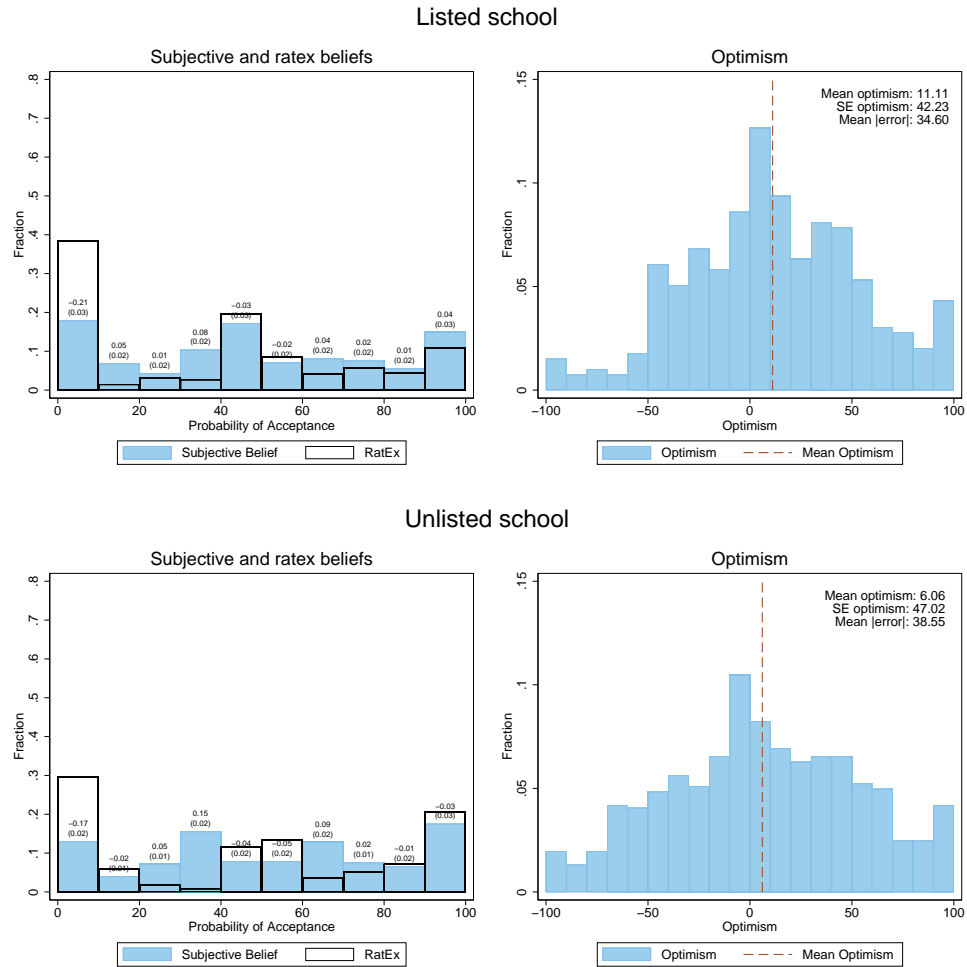 Listed school
Subjective and ratex beliefs
Fraction
0 .1 .2 .3 .4 .5 .6 .7 .8
−0.21
(0.03)
0.05
(0.02)
0.01
(0.02)
0.08
(0.02)
−0.03
(0.03)
−0.02
(0.02)
0.04
(0.02)
0.02
(0.02)
0.01
(0.02)
0.04
(0.03)
0 20 40 60 80 100
Probability of Acceptance
Subjective Belief RatEx
Optimism
Mean optimism: 11.11
SE optimism: 42.23
Mean |error|: 34.60
Fraction
0 .05 .1 .15
−100 −50 0 50 100
Optimism
Optimism Mean Optimism
Unlisted school
Subjective and ratex beliefs
Fraction
0 .1 .2 .3 .4 .5 .6 .7 .8
−0.17
(0.02)
−0.02
(0.01)
0.05
(0.01)
0.15
(0.02)
−0.04
(0.02)
−0.05
(0.02)
0.09
(0.02)
0.02
(0.01)
−0.01
(0.02)
−0.03
(0.03)
0 20 40 60 80 100
Probability of Acceptance
Subjective Belief RatEx
Optimism
Mean optimism: 6.06
SE optimism: 47.02
Mean |error|: 38.55
Fraction
0 .05 .1 .15
−100 −50 0 50 100
Optimism
Optimism Mean Optimism